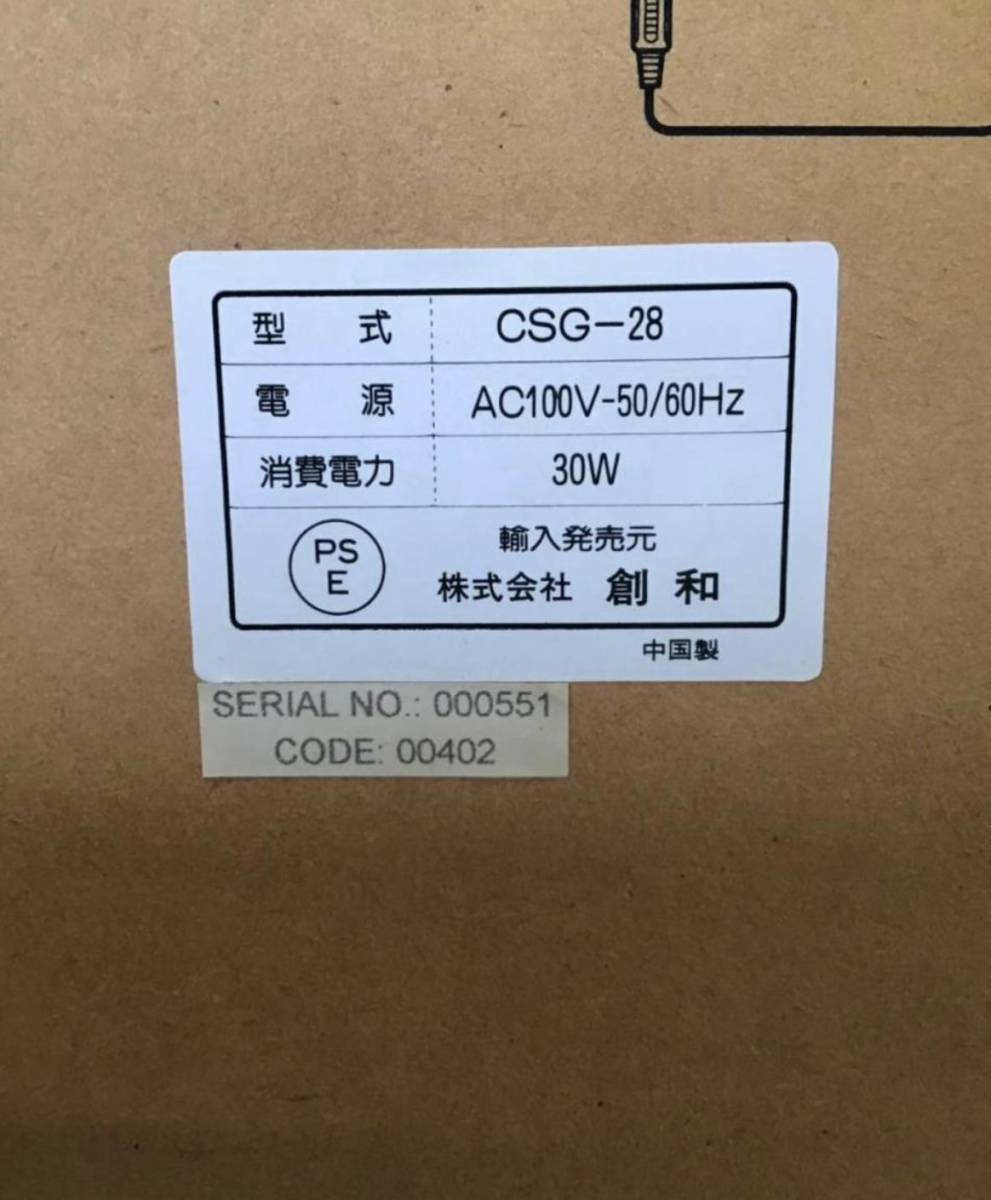 型 式 CSG-28
電 源 AC100V-50/60Hz
消費電力 30W
PS
E
輸入発売元
株式会社 創和
中国製
SERIAL NO.: 000551
CODE: 00402